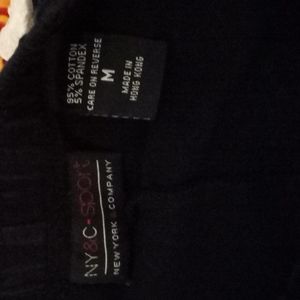 95% COTTON
5% SPANDEX
CARE ON REVERSE
M
MADE IN
HONG KONG
NY&C•sport
NEW YORK & COMPANY